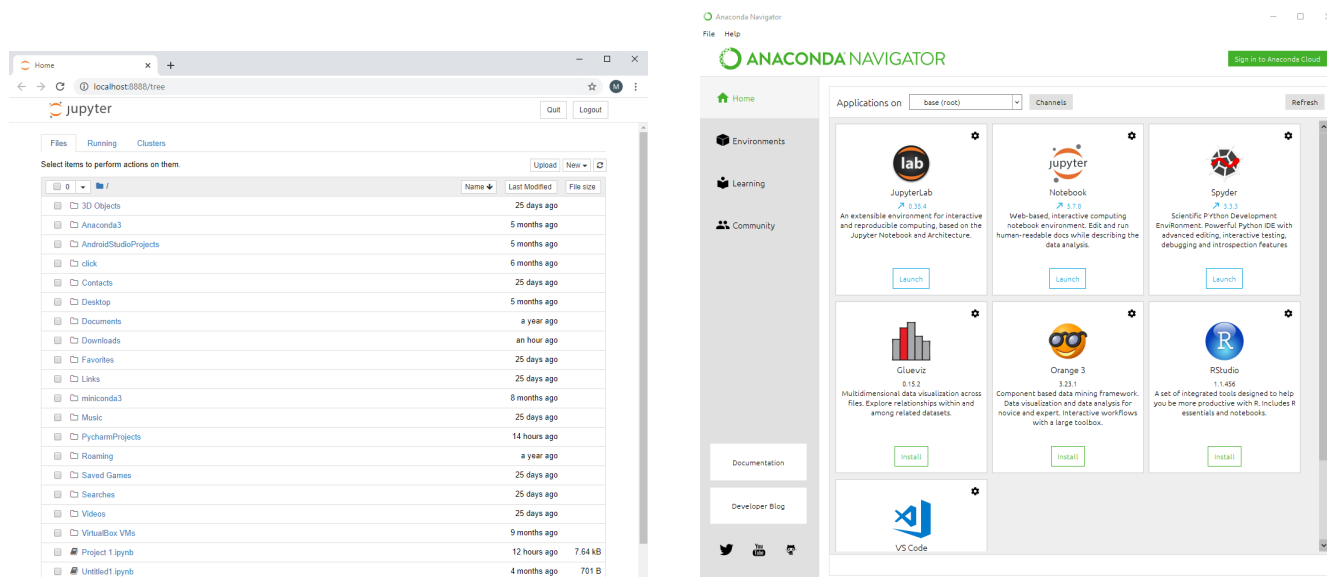 Home
localhost:8888/tree
M
jupyter
Quit
Logout
Files
Running
Clusters
Select items to perform actions on them.
Upload
New
0
/
Name
Last Modified
File size
3D Objects 25 days ago
Anaconda3 5 months ago
AndroidStudioProjects 5 months ago
click 6 months ago
Contacts 25 days ago
Desktop 5 months ago
Documents a year ago
Downloads an hour ago
Favorites 25 days ago
Links 25 days ago
miniconda3 8 months ago
Music 25 days ago
PycharmProjects 14 hours ago
Roaming a year ago
Saved Games 25 days ago
Searches 25 days ago
Videos 25 days ago
VirtualBox VMs 9 months ago
Project 1.ipynb 12 hours ago 7.64 kB
Untitled1.ipynb 4 months ago 701 B
Anaconda Navigator
File Help
ANACONDA NAVIGATOR
Sign in to Anaconda Cloud
Home
Environments
Learning
Community
Documentation
Developer Blog
You
Tube
Applications on
base (root)
Channels
Refresh
lab
JupyterLab
0.35.4
An extensible environment for interactive
and reproducible computing, based on the
Jupyter Notebook and Architecture.
Launch
jupyter
Notebook
5.7.8
Web-based, interactive computing
notebook environment. Edit and run
human-readable docs while describing the
data analysis.
Launch
Spyder
3.3.3
Scientific PYthon Development
EnviRonment. Powerful Python IDE with
advanced editing, interactive testing,
debugging and introspection features
Launch
Glueviz
0.15.2
Multidimensional data visualization across
files. Explore relationships within and
among related datasets.
Install
Orange 3
3.23.1
Component based data mining framework.
Data visualization and data analysis for
novice and expert. Interactive workflows
with a large toolbox.
Install
R
RStudio
1.1.456
A set of integrated tools designed to help
you be more productive with R. Includes R
essentials and notebooks.
Install
VS Code